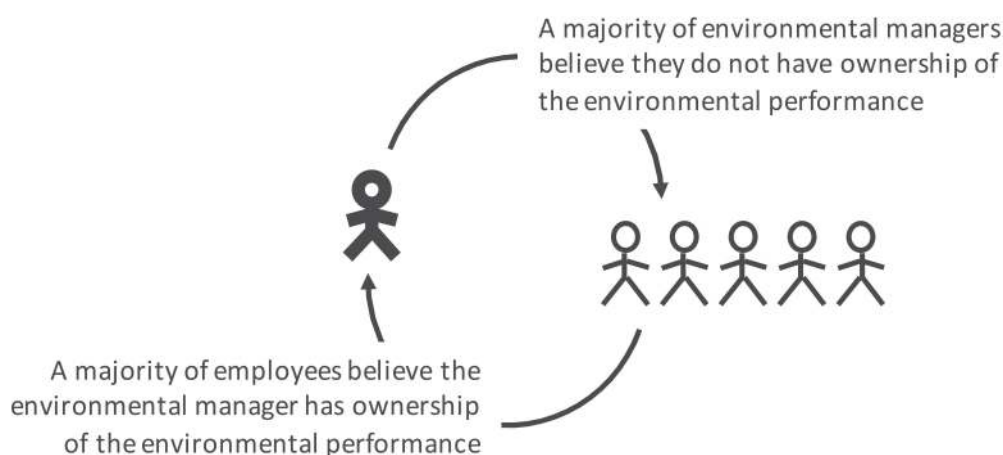 A majority of environmental managers
believe they do not have ownership of
the environmental performance
A majority of employees believe the
environmental manager has ownership
of the environmental performance